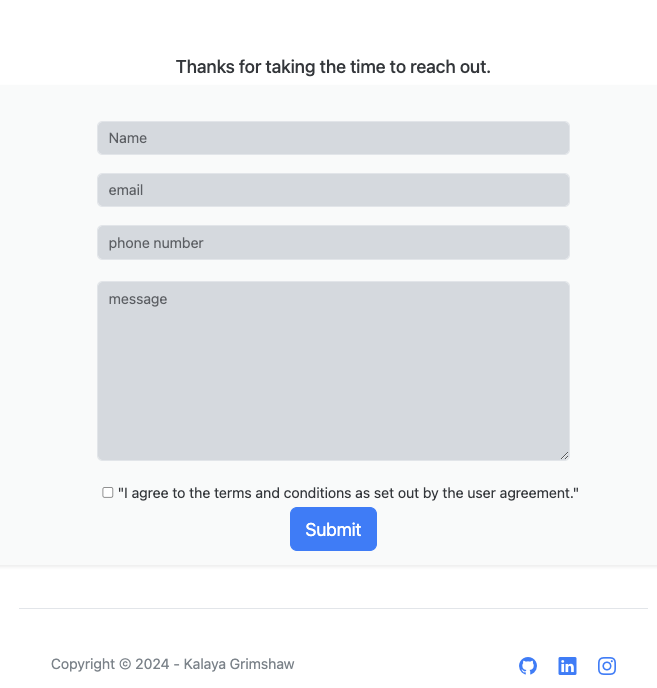 Thanks for taking the time to reach out.
Name
email
phone number
message
"I agree to the terms and conditions as set out by the user agreement."
Submit
Copyright © 2024 - Kalaya Grimshaw
in